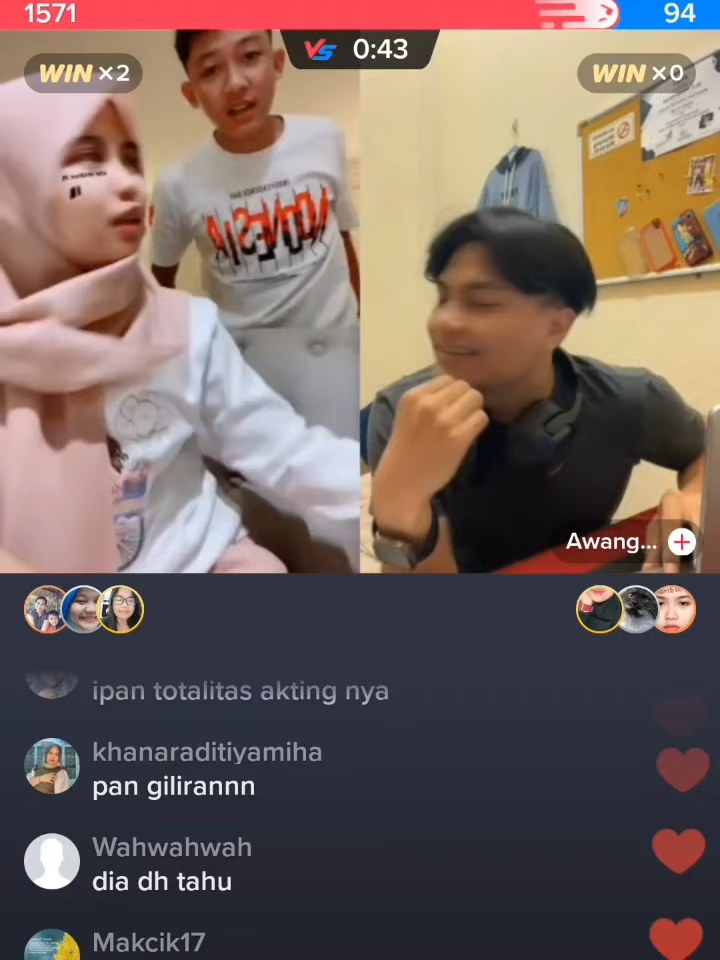 1571
94
VS 0:43
WIN ×2
WIN ×0
INDONESIA
Awang...
ipan totalitas akting nya
khanaraditiyamiha
pan gilirannn
Wahwahwah
dia dh tahu
Makcik17